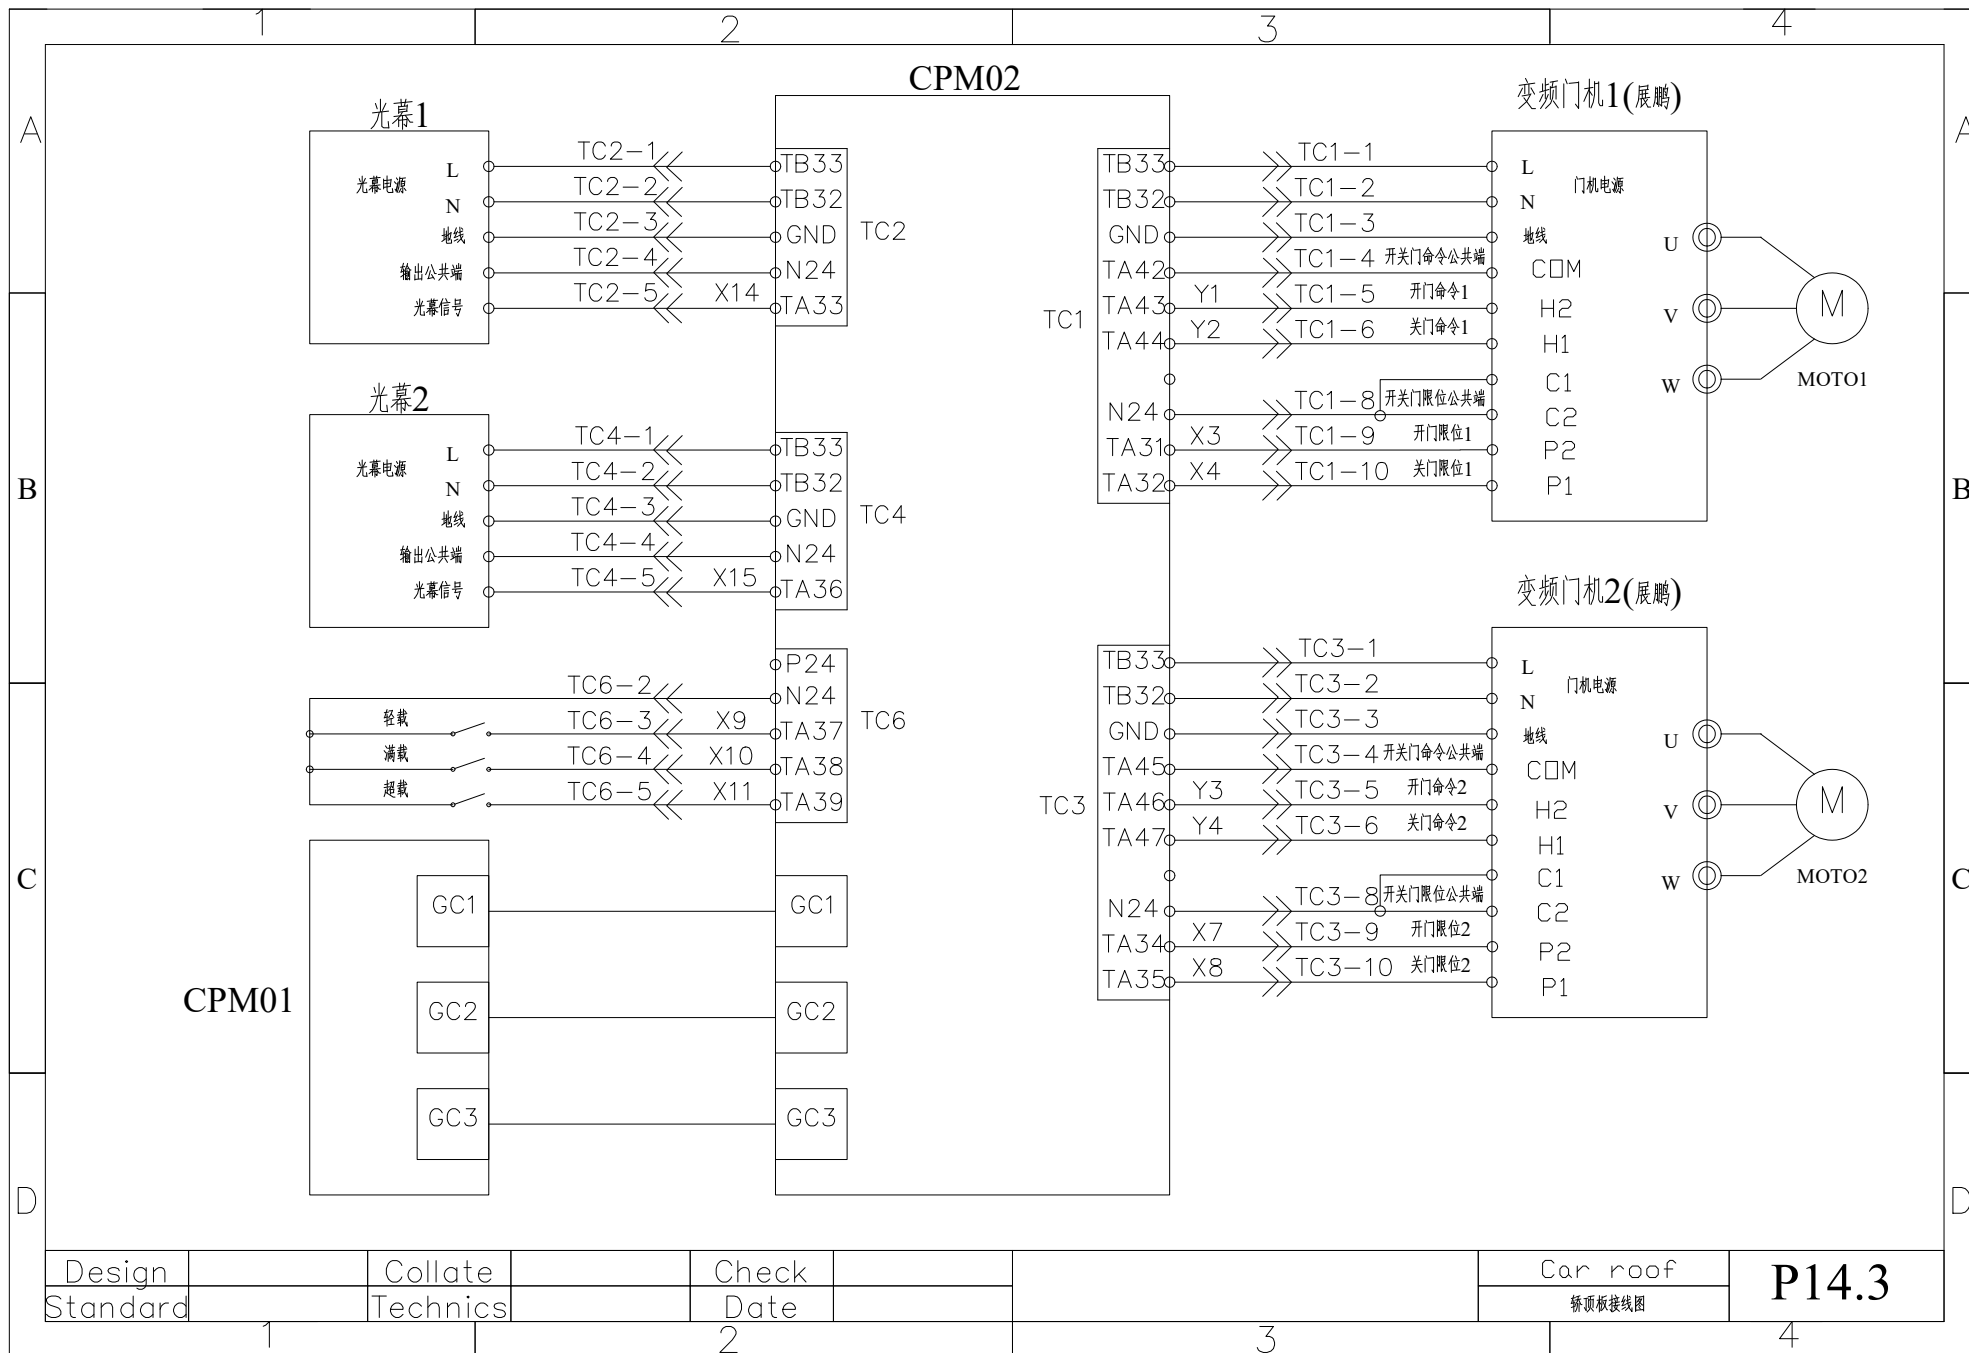 1 2 3 4
A A
B B
C C
D D
CPM02
光幕1
光幕电源
L
N
地线
输出公共端
光幕信号
TC2-1
TC2-2
TC2-3
TC2-4
TC2-5 X14
TB33
TB32
GND
N24
TA33
TC2
光幕2
光幕电源
L
N
地线
输出公共端
光幕信号
TC4-1
TC4-2
TC4-3
TC4-4
TC4-5 X15
TB33
TB32
GND
N24
TA36
TC4
轻载
满载
超载
TC6-2
TC6-3 X9
TC6-4 X10
TC6-5 X11
P24
N24
TA37
TA38
TA39
TC6
CPM01
GC1 GC1
GC2 GC2
GC3 GC3
变频门机1(展鹏)
TC1
TB33 TC1-1 L
TB32 TC1-2 N
GND TC1-3 地线
TA42 TC1-4 开关门命令公共端 COM
TA43 Y1 TC1-5 开门命令1 H2
TA44 Y2 TC1-6 关门命令1 H1
C1
N24 TC1-8 开关门限位公共端 C2
TA31 X3 TC1-9 开门限位1 P2
TA32 X4 TC1-10 关门限位1 P1
门机电源
U
V
W
M
MOTO1
变频门机2(展鹏)
TC3
TB33 TC3-1 L
TB32 TC3-2 N
GND TC3-3 地线
TA45 TC3-4 开关门命令公共端 COM
TA46 Y3 TC3-5 开门命令2 H2
TA47 Y4 TC3-6 关门命令2 H1
C1
N24 TC3-8 开关门限位公共端 C2
TA34 X7 TC3-9 开门限位2 P2
TA35 X8 TC3-10 关门限位2 P1
门机电源
U
V
W
M
MOTO2
Design Collate Check Car roof P14.3
Standard Technics Date 轿顶板接线图
1 2 3 4